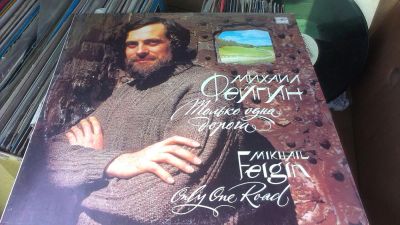 МИХАИЛ
ФЕЙГИН
Только одна
дорога
MIKHAIL
Feigin
Only One Road